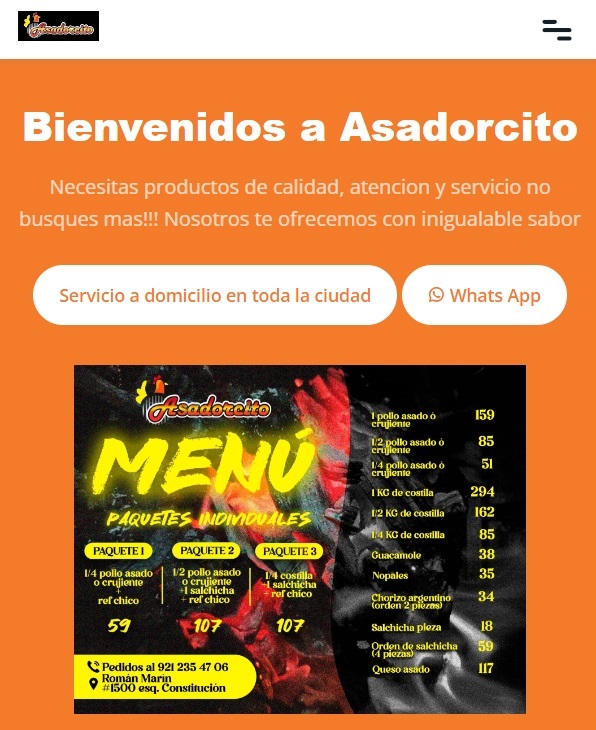 Asadorcito
Bienvenidos a Asadorcito
Necesitas productos de calidad, atencion y servicio no
busques mas!!! Nosotros te ofrecemos con inigualable sabor
Servicio a domicilio en toda la ciudad
Whats App
Asadorcito
MENÚ
PAQUETES INDIVIDUALES
PAQUETE 1
1/4 pollo asado
o crujiente
+
ref chico
59
PAQUETE 2
1/2 pollo asado
o crujiente
+1 salchicha
+ ref chico
107
PAQUETE 3
1/4 costilla
+1 salchicha
+ ref chico
107
Pedidos al 921 235 47 06
Román Marín
#1500 esq. Constitución
1 pollo asado ó
crujiente 159
1/2 pollo asado ó
crujiente 85
1/4 pollo asado ó
crujiente 51
1 KG de costilla 294
1/2 KG de costilla 162
1/4 KG de costilla 85
Guacamole 38
Nopales 35
Chorizo argentino 34
(orden 2 piezas)
Salchicha pieza 18
Orden de salchicha 59
(4 piezas)
Queso asado 117